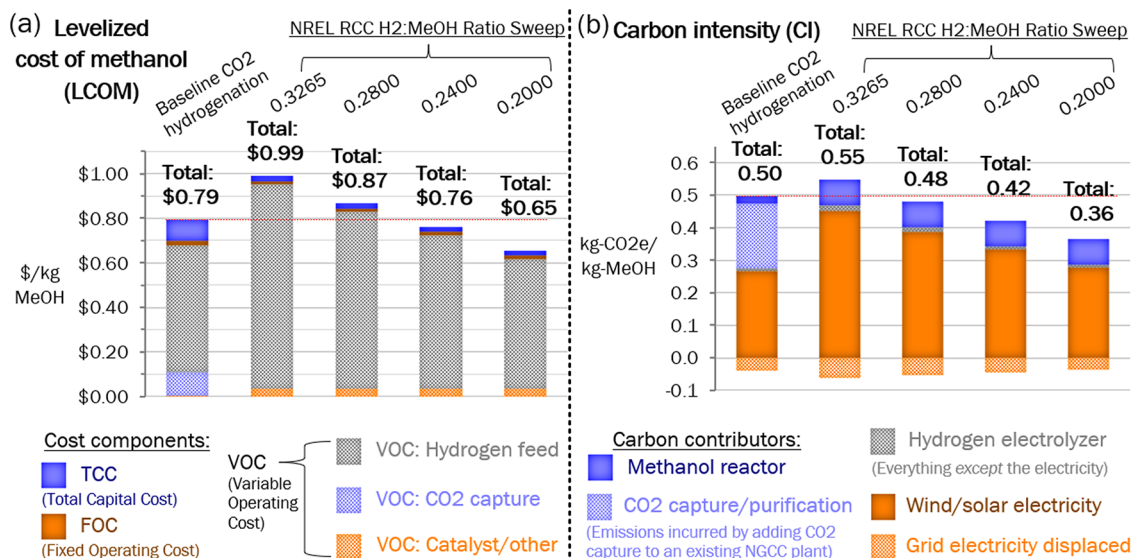 (a) Levelized
cost of methanol
(LCOM)
NREL RCC H2:MeOH Ratio Sweep
Baseline CO2
hydrogenation
0.3265
0.2800
0.2400
0.2000
Total:
$0.79
Total:
$0.99
Total:
$0.87
Total:
$0.76
Total:
$0.65
$1.00
$0.80
$0.60
$0.40
$0.20
$0.00
$/kg
MeOH
Cost components:
TCC
(Total Capital Cost)
FOC
(Fixed Operating Cost)
VOC
(Variable
Operating
Cost)
VOC: Hydrogen feed
VOC: CO2 capture
VOC: Catalyst/other
(b) Carbon intensity (CI)
NREL RCC H2:MeOH Ratio Sweep
Baseline CO2
hydrogenation
0.3265
0.2800
0.2400
0.2000
Total:
0.50
Total:
0.55
Total:
0.48
Total:
0.42
Total:
0.36
0.6
0.5
0.4
0.3
0.2
0.1
0.0
-0.1
kg-CO2e/
kg-MeOH
Carbon contributors:
Methanol reactor
CO2 capture/purification
(Emissions incurred by adding CO2
capture to an existing NGCC plant)
Hydrogen electrolyzer
(Everything except the electricity)
Wind/solar electricity
Grid electricity displaced